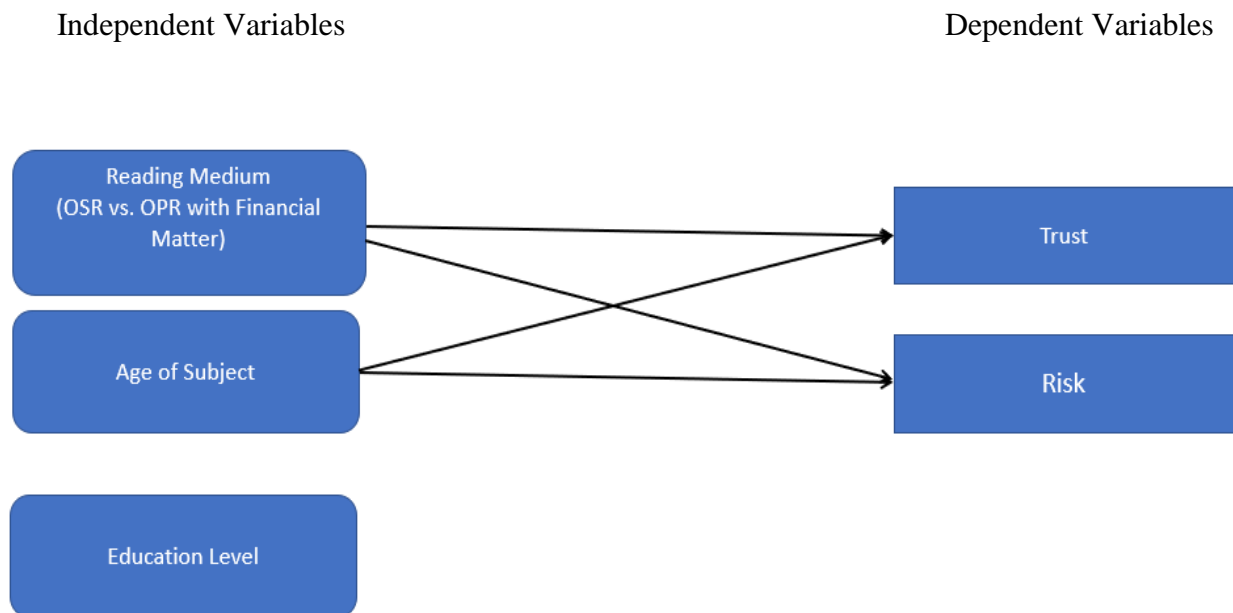 Independent Variables
Dependent Variables
Reading Medium
(OSR vs. OPR with Financial
Matter)
Trust
Age of Subject
Risk
Education Level